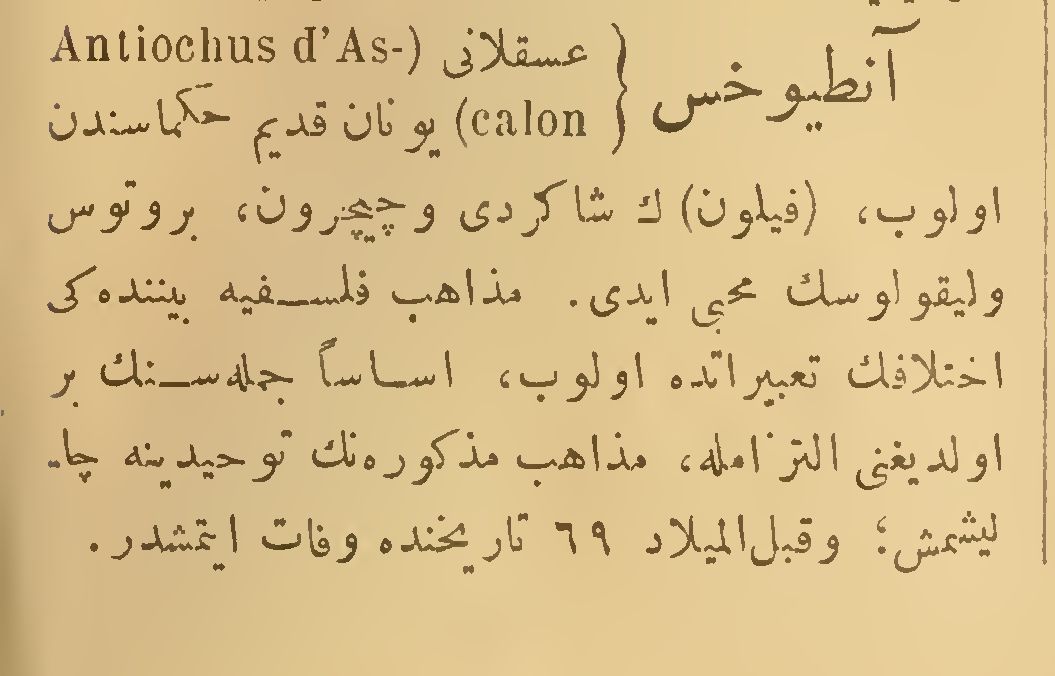 آنطیوخس { عسقلانی (Antiochus d'As-
calon) یونان قدیم حکماسندن
اولوب، (فیلون) ك شاکردی وچیچرون، بروتوس
ولیقولوسك محبی ایدی. مذاهب فلسفیه بیننده کی
اختلافك تعبیراتده اولوب، اساساً جمله سنك بر
اولدیغنی التزامله، مذاهب مذکوره نك توحیدینه چا-
لیشمش؛ وقبل المیلاد ٦٩ تاریخنده وفات ایتمشدر.